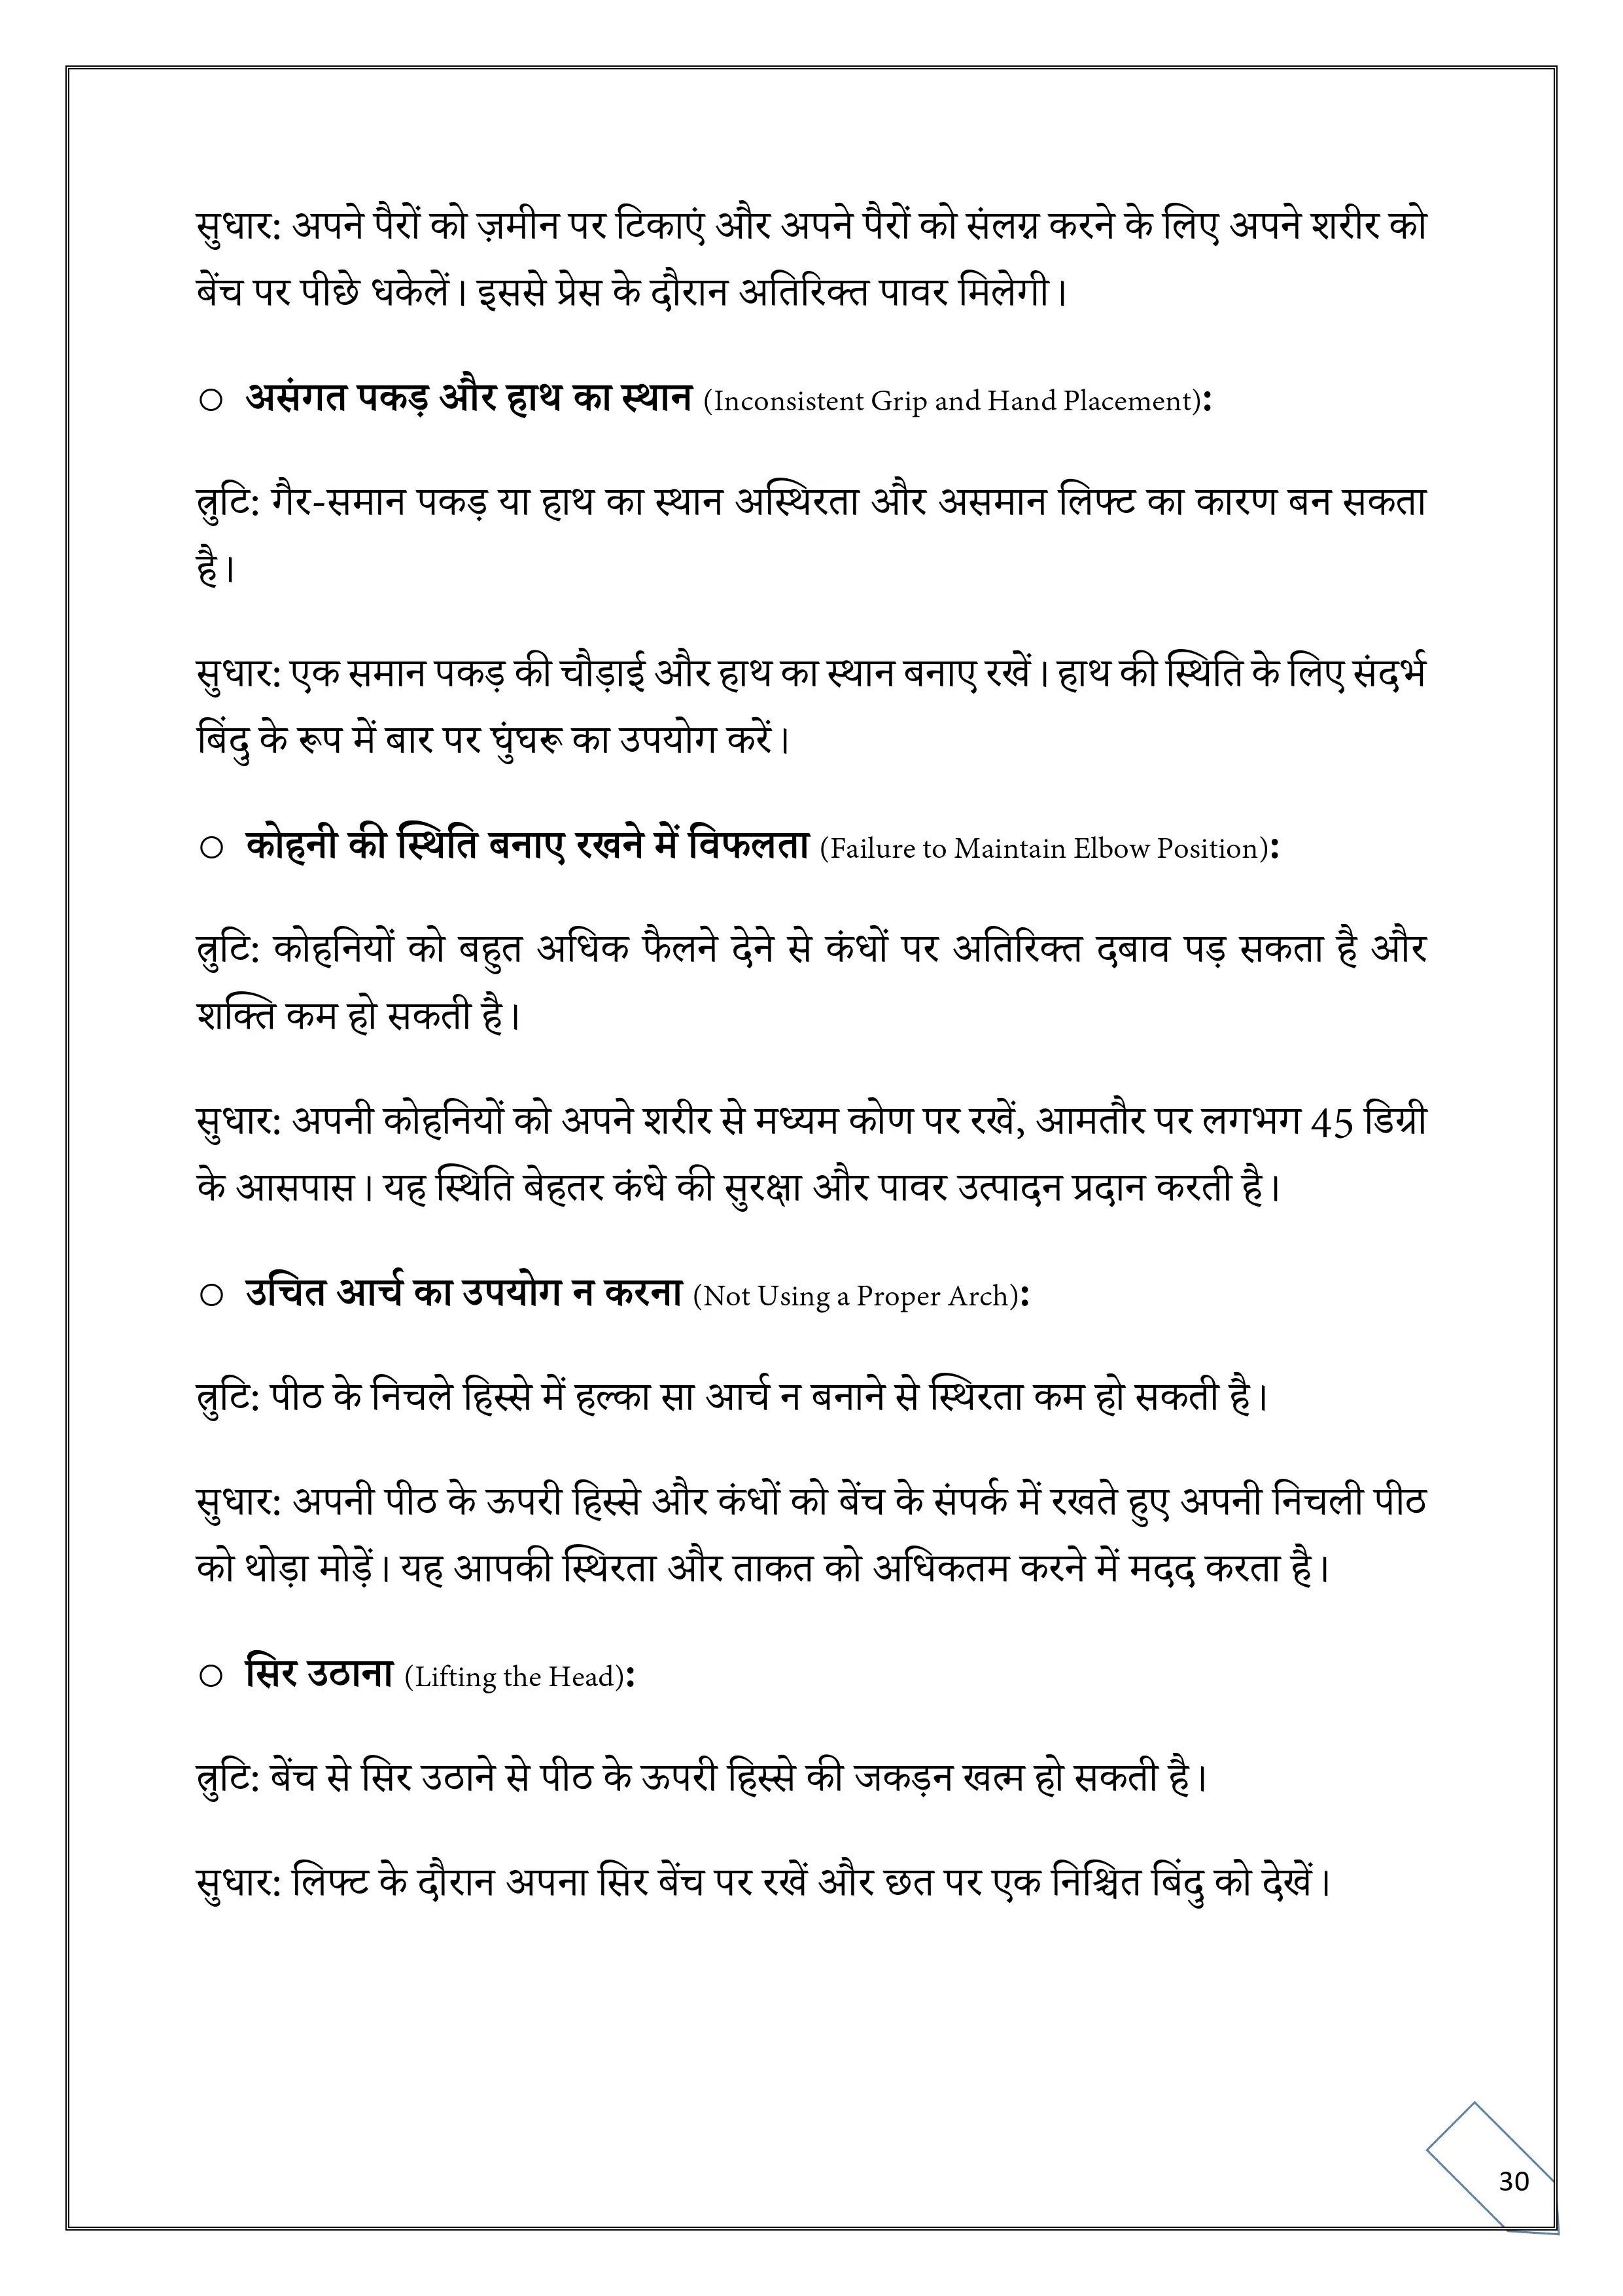 सुधार: अपने पैरों को ज़मीन पर टिकाएं और अपने पैरों को संलग्न करने के लिए अपने शरीर को
बेंच पर पीछे धकेलें। इससे प्रेस के दौरान अतिरिक्त पावर मिलेगी।
○ असंगत पकड़ और हाथ का स्थान (Inconsistent Grip and Hand Placement):
त्रुटि: गैर-समान पकड़ या हाथ का स्थान अस्थिरता और असमान लिफ्ट का कारण बन सकता
है।
सुधार: एक समान पकड़ की चौड़ाई और हाथ का स्थान बनाए रखें। हाथ की स्थिति के लिए संदर्भ
बिंदु के रूप में बार पर घुंघरू का उपयोग करें।
○ कोहनी की स्थिति बनाए रखने में विफलता (Failure to Maintain Elbow Position):
त्रुटि: कोहनियों को बहुत अधिक फैलने देने से कंधों पर अतिरिक्त दबाव पड़ सकता है और
शक्ति कम हो सकती है।
सुधार: अपनी कोहनियों को अपने शरीर से मध्यम कोण पर रखें, आमतौर पर लगभग 45 डिग्री
के आसपास। यह स्थिति बेहतर कंधे की सुरक्षा और पावर उत्पादन प्रदान करती है।
○ उचित आर्च का उपयोग न करना (Not Using a Proper Arch):
त्रुटि: पीठ के निचले हिस्से में हल्का सा आर्च न बनाने से स्थिरता कम हो सकती है।
सुधार: अपनी पीठ के ऊपरी हिस्से और कंधों को बेंच के संपर्क में रखते हुए अपनी निचली पीठ
को थोड़ा मोड़ें। यह आपकी स्थिरता और ताकत को अधिकतम करने में मदद करता है।
○ सिर उठाना (Lifting the Head):
त्रुटि: बेंच से सिर उठाने से पीठ के ऊपरी हिस्से की जकड़न खत्म हो सकती है।
सुधार: लिफ्ट के दौरान अपना सिर बेंच पर रखें और छत पर एक निश्चित बिंदु को देखें।
30